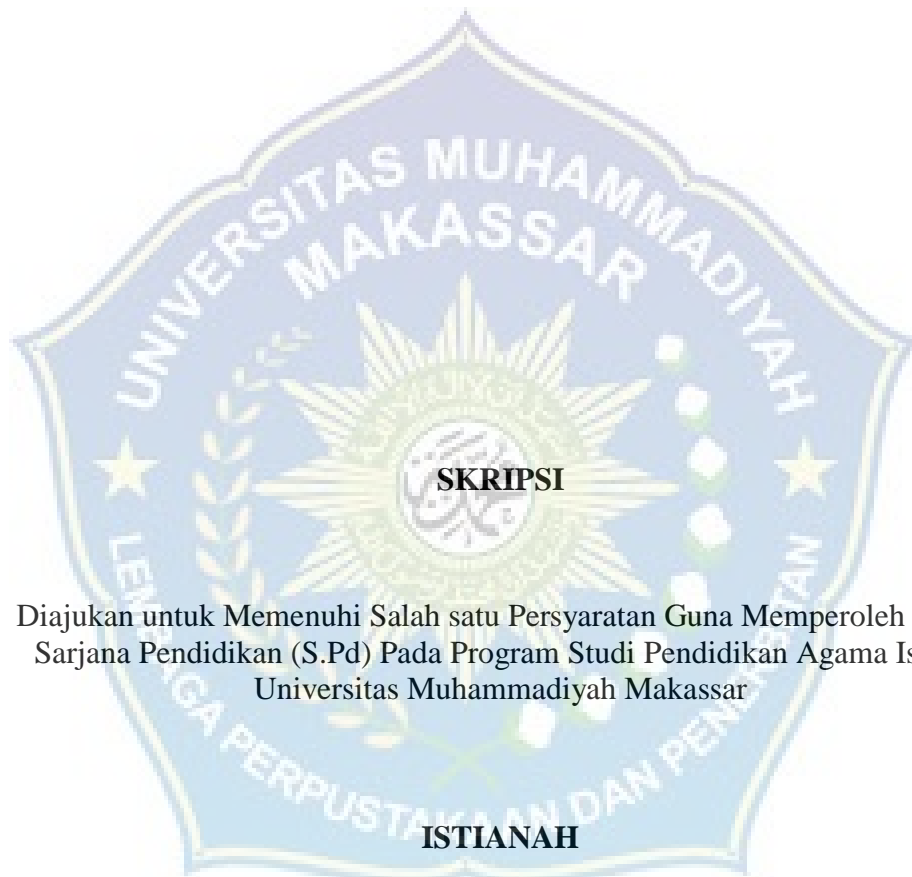 UNIVERSITAS MUHAMMADIYAH
MAKASSAR
SKRIPSI
Diajukan untuk Memenuhi Salah satu Persyaratan Guna Memperoleh
Sarjana Pendidikan (S.Pd) Pada Program Studi Pendidikan Agama
Universitas Muhammadiyah Makassar
ISTIANAH
LEMBAGA PERPUSTAKAAN DAN PENERBITAN